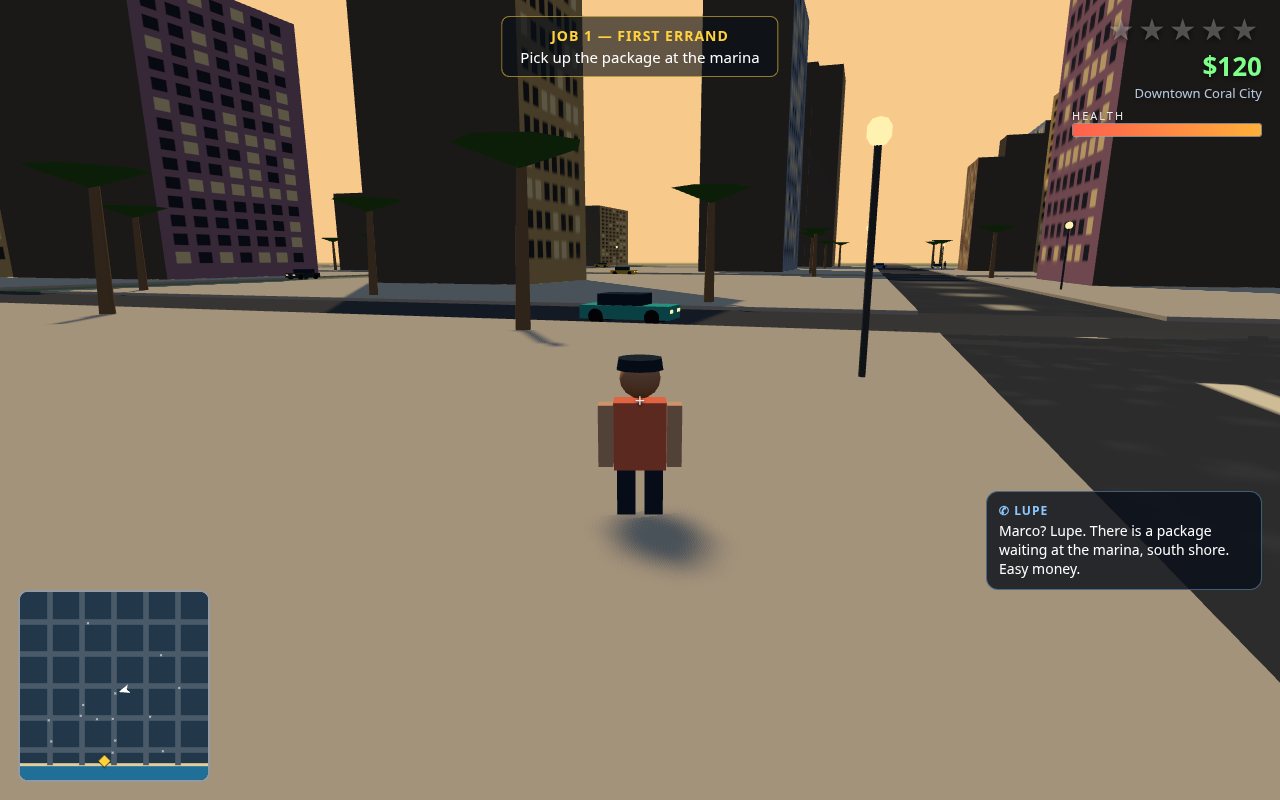 JOB 1 — FIRST ERRAND
Pick up the package at the marina
★★★★★
$120
Downtown Coral City
HEALTH
✆ LUPE
Marco? Lupe. There is a package
waiting at the marina, south shore.
Easy money.